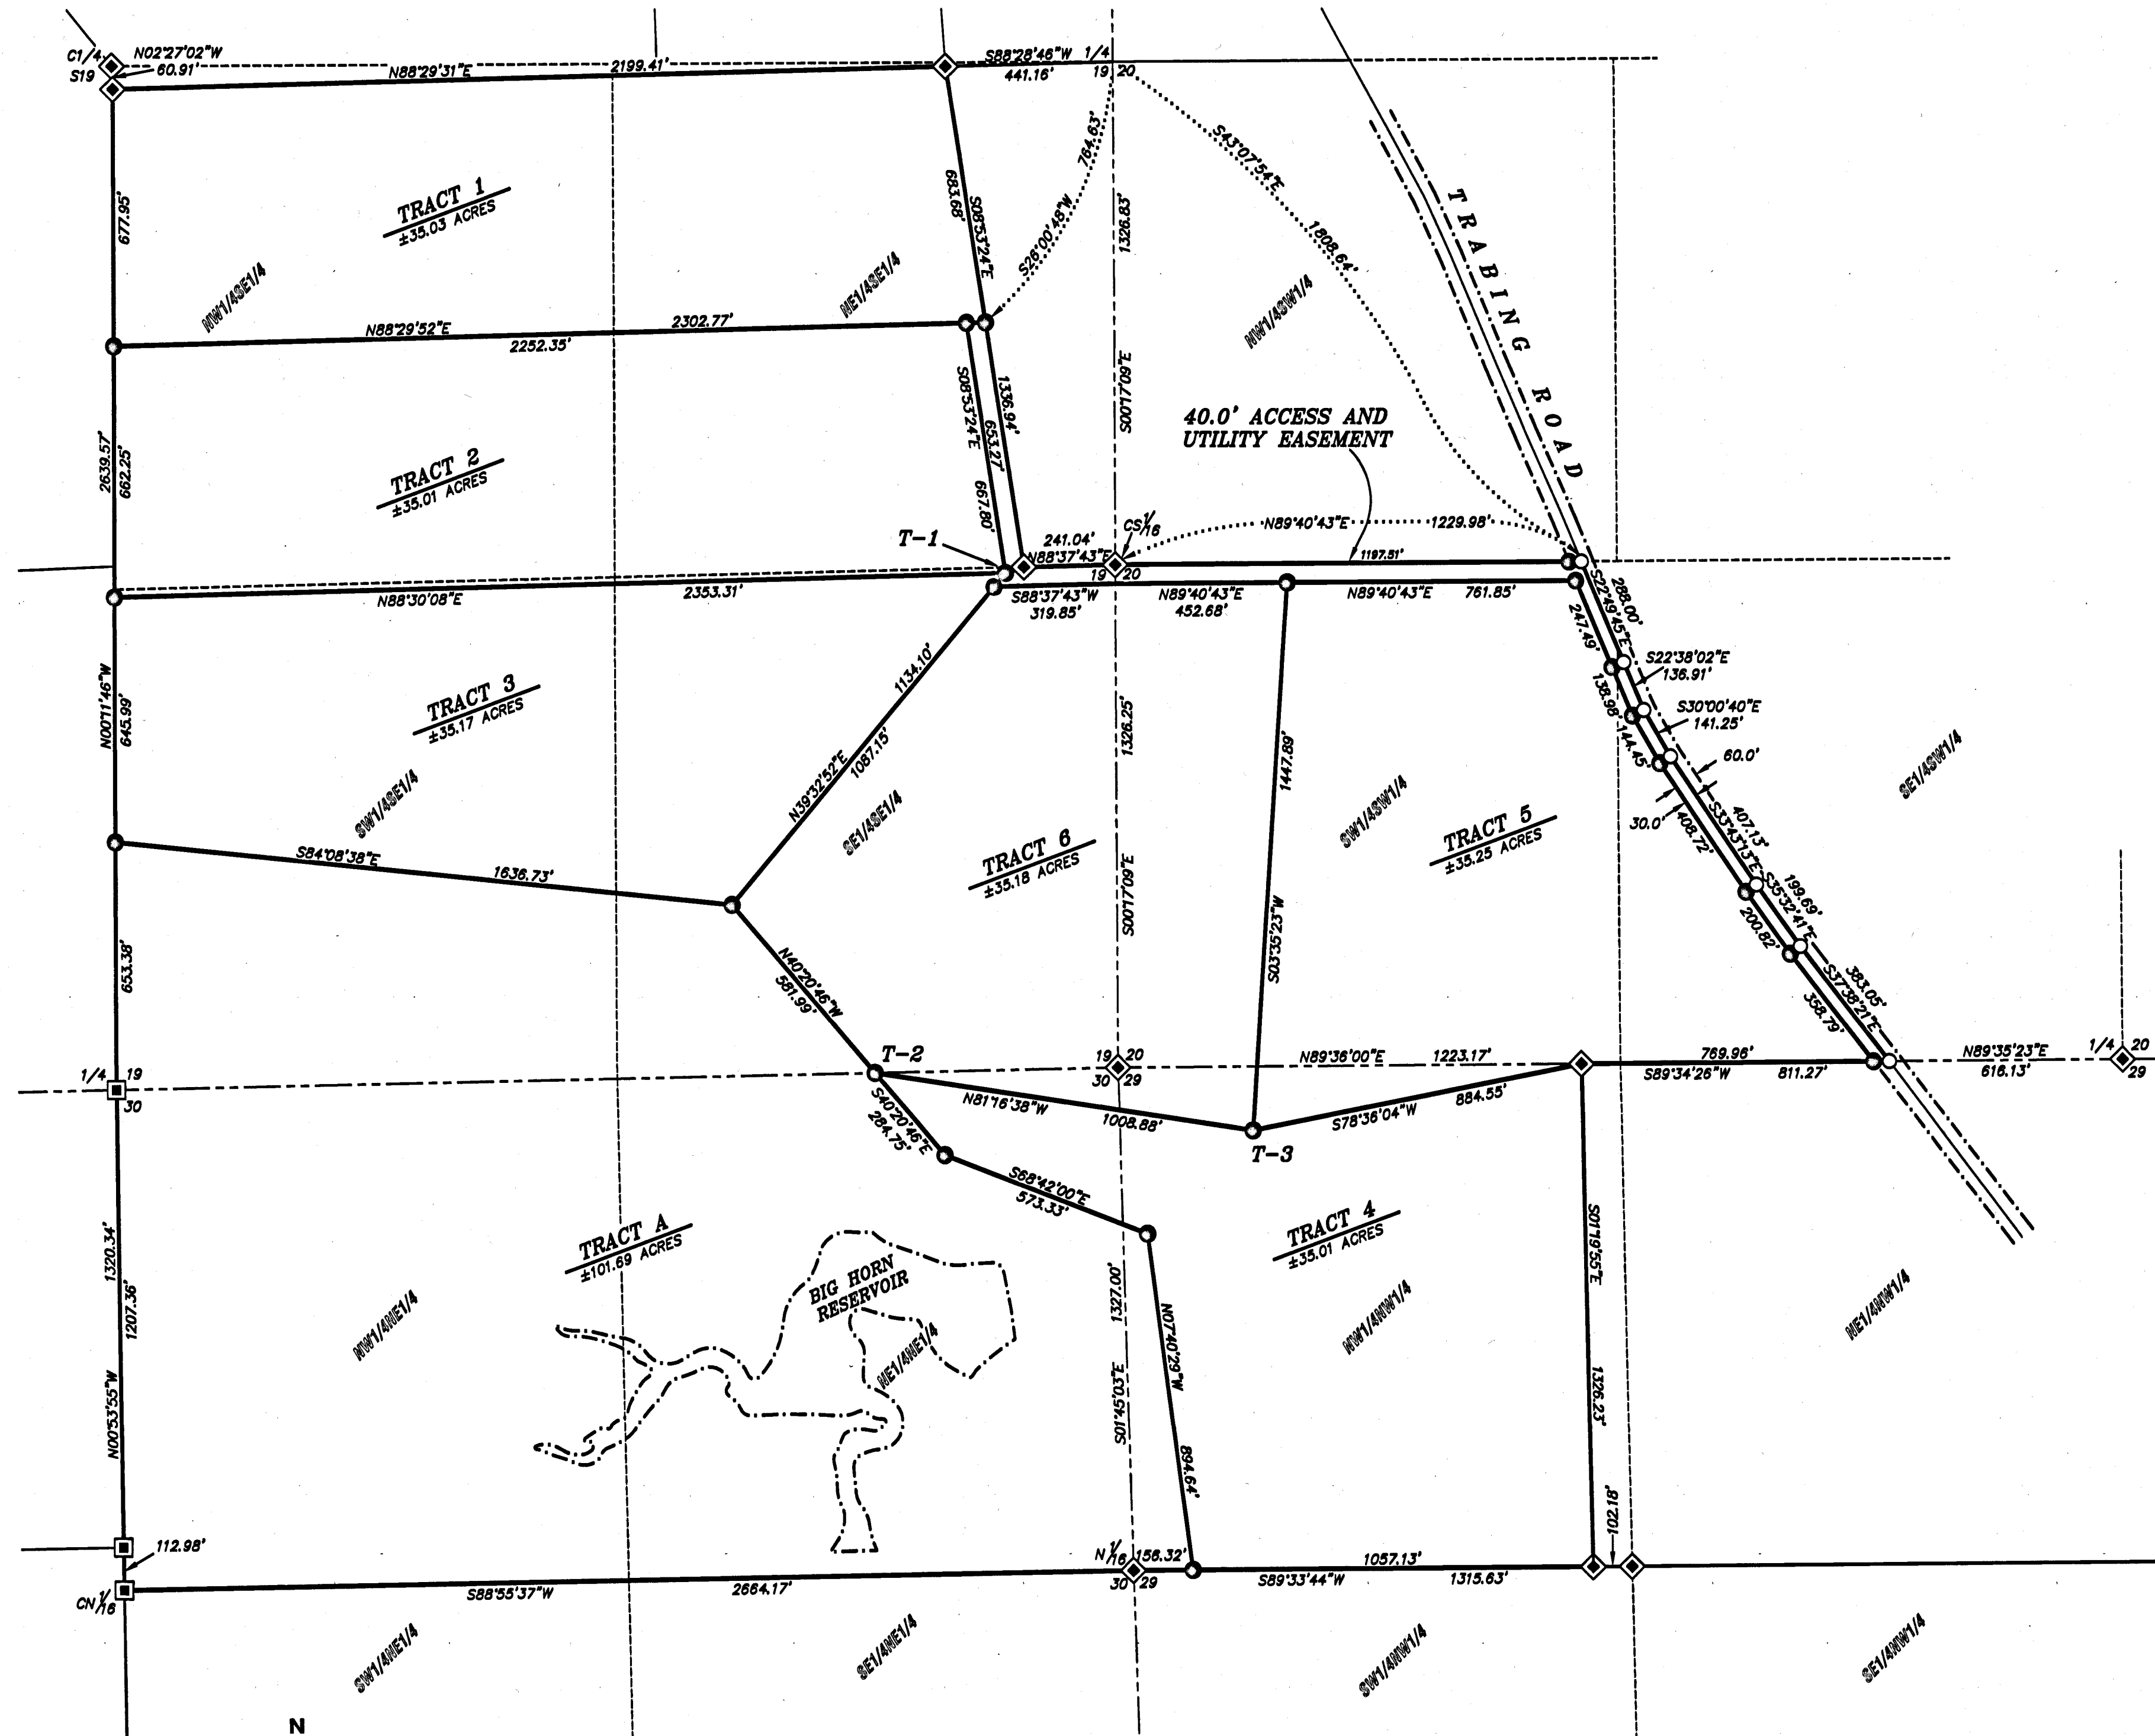 C1/4
S19
N02°27'02"W
60.91'
N88°29'31"E
2199.41'
S88°28'46"W
441.16'
1/4
19
20
677.95'
TRACT 1
±35.03 ACRES
NW1/4SE1/4
NE1/4SE1/4
683.68'
S08°53'24"E
764.63'
S26°00'48"W
1326.83'
S43°07'54"E
1808.64'
NW1/4SW1/4
TRABING ROAD
N88°29'52"E
2302.77'
2252.35'
S08°53'24"E
653.27'
667.80'
1336.94'
S00°17'09"E
40.0' ACCESS AND
UTILITY EASEMENT
2639.57'
662.25'
TRACT 2
±35.01 ACRES
T-1
241.04'
N88°37'43"E
CS 1/16
N89°40'43"E
1229.98'
1197.51'
19
20
N88°30'08"E
2353.31'
S88°37'43"W
319.85'
N89°40'43"E
452.68'
N89°40'43"E
761.85'
S22°49'45"E
288.00'
247.49'
S22°38'02"E
136.91'
138.98'
S30°00'40"E
141.25'
144.45'
60.0'
30.0'
S33°43'13"E
407.13'
408.72'
S35°32'41"E
199.69'
200.82'
S37°38'21"E
383.05'
358.79'
N00°11'46"W
645.99'
TRACT 3
±35.17 ACRES
SW1/4SE1/4
1134.10'
N39°32'52"E
1087.15'
SE1/4SE1/4
1326.25'
S00°17'09"E
TRACT 6
±35.18 ACRES
1447.89'
S03°35'23"W
SW1/4SW1/4
TRACT 5
±35.25 ACRES
SE1/4SW1/4
S84°08'38"E
1636.73'
653.38'
N40°20'46"W
581.99'
T-2
1/4
19
30
19
20
30
29
N89°36'00"E
1223.17'
769.96'
S89°34'26"W
811.27'
N89°35'23"E
616.13'
1/4
20
29
N81°16'38"W
1008.88'
S78°36'04"W
884.55'
T-3
S40°20'46"E
284.75'
S68°42'00"E
573.33'
TRACT A
±101.69 ACRES
BIG HORN
RESERVOIR
TRACT 4
±35.01 ACRES
1320.34'
1207.36'
N00°53'55"W
NW1/4NE1/4
NE1/4NE1/4
1327.00'
S01°45'03"E
N07°40'29"W
894.64'
NW1/4NW1/4
S01°19'55"E
1326.23'
NE1/4NW1/4
102.18'
112.98'
CN 1/16
S88°55'37"W
2664.17'
N 1/16
156.32'
30
29
1057.13'
S89°33'44"W
1315.63'
SW1/4NE1/4
SE1/4NE1/4
SW1/4NW1/4
SE1/4NW1/4
N